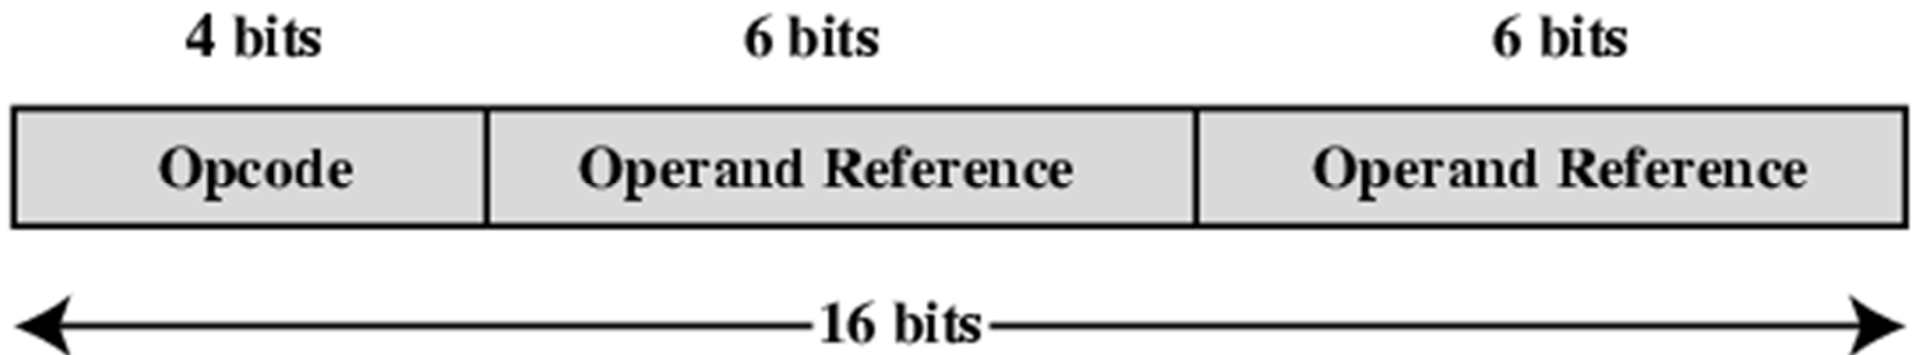 4 bits 6 bits 6 bits
Opcode Operand Reference Operand Reference
16 bits